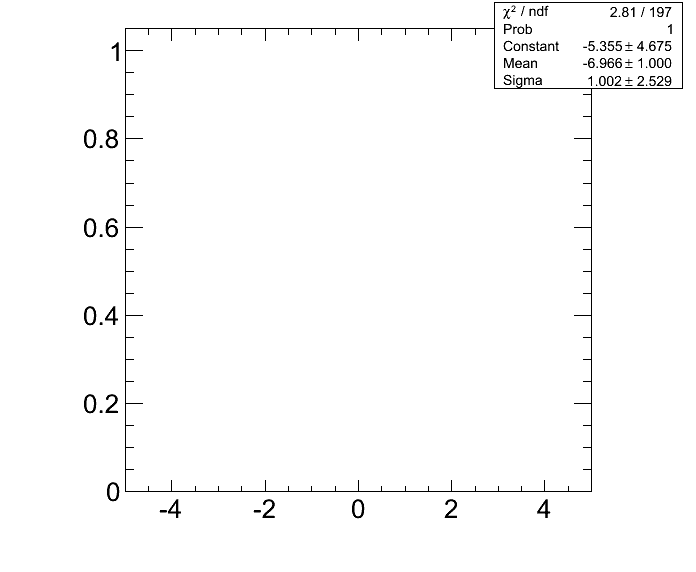 χ² / ndf 2.81 / 197
Prob 1
Constant -5.355 ± 4.675
Mean -6.966 ± 1.000
Sigma 1.002 ± 2.529
1
0.8
0.6
0.4
0.2
0
-4 -2 0 2 4